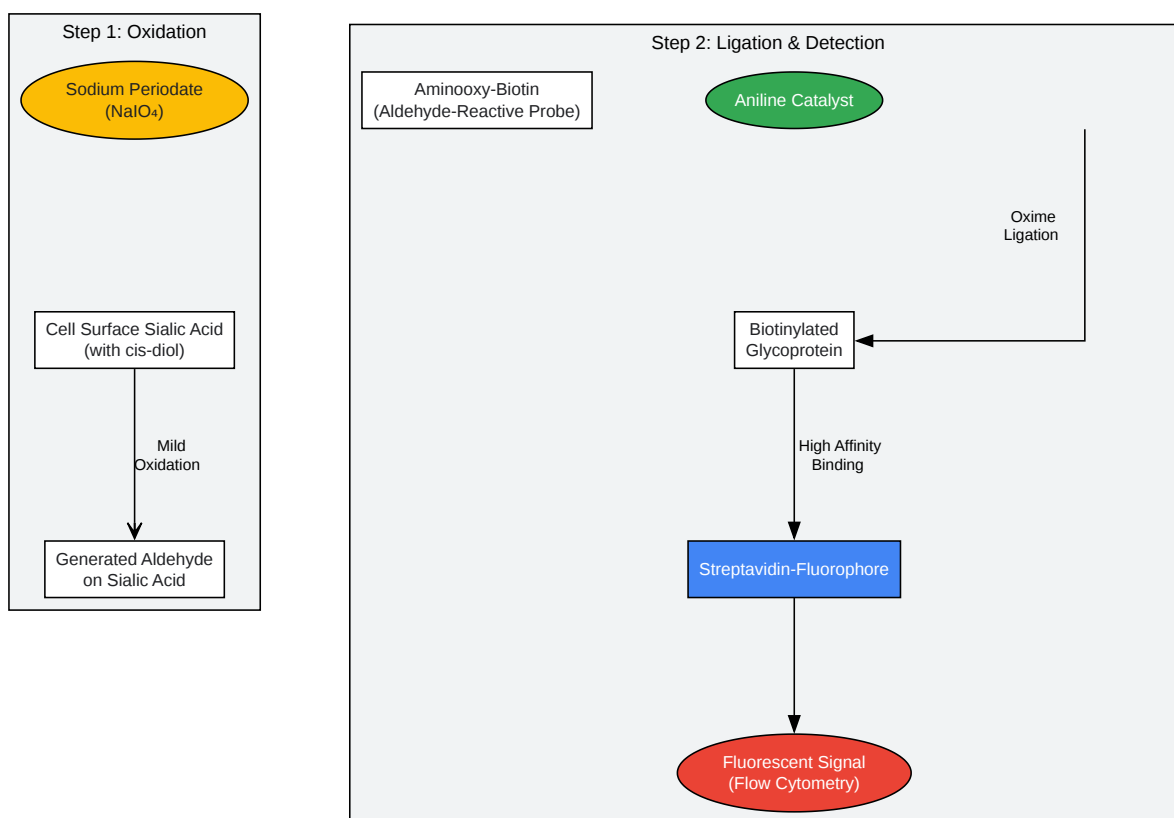 Step 1: Oxidation
Sodium Periodate
(NaIO₄)
Cell Surface Sialic Acid
(with cis-diol)
Mild
Oxidation
Generated Aldehyde
on Sialic Acid
Step 2: Ligation & Detection
Aminooxy-Biotin
(Aldehyde-Reactive Probe)
Aniline Catalyst
Oxime
Ligation
Biotinylated
Glycoprotein
High Affinity
Binding
Streptavidin-Fluorophore
Fluorescent Signal
(Flow Cytometry)